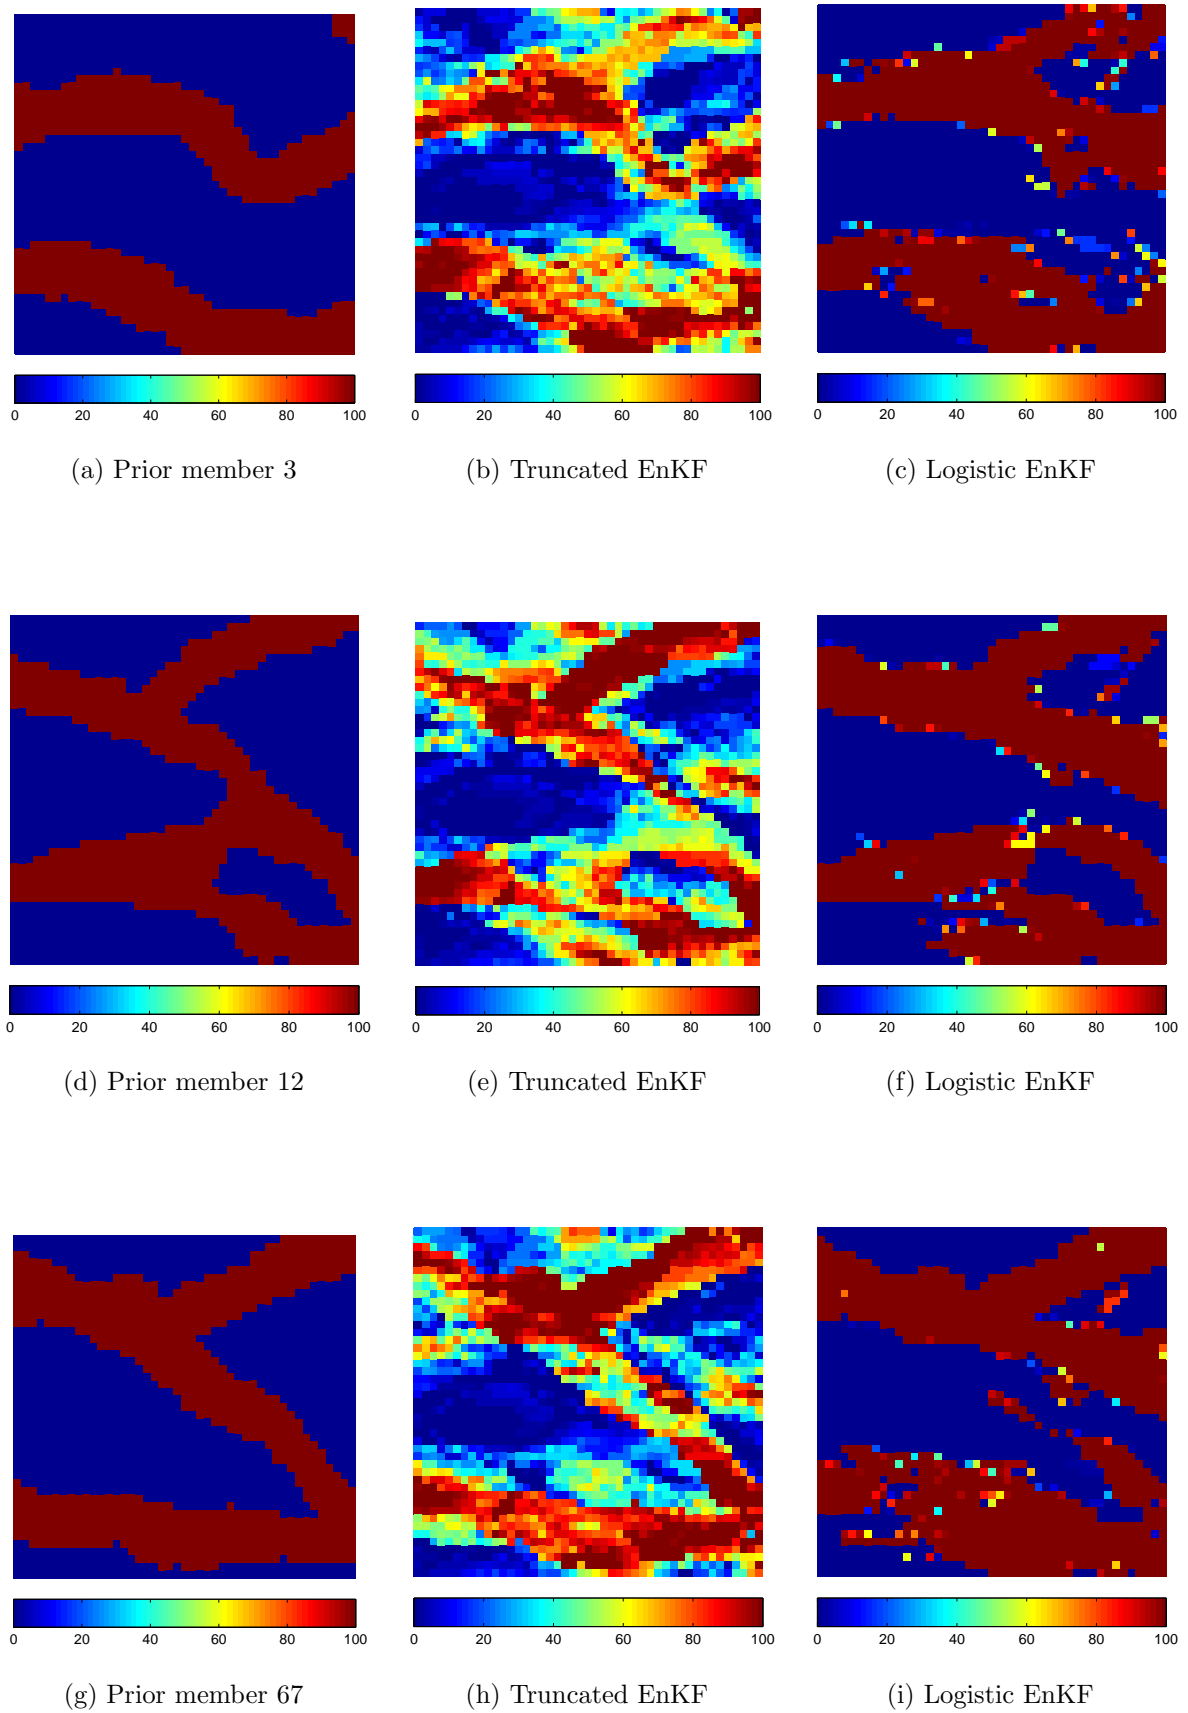 0 20 40 60 80 100 0 20 40 60 80 100 0 20 40 60 80 100
(a) Prior member 3 (b) Truncated EnKF (c) Logistic EnKF
0 20 40 60 80 100 0 20 40 60 80 100 0 20 40 60 80 100
(d) Prior member 12 (e) Truncated EnKF (f) Logistic EnKF
0 20 40 60 80 100 0 20 40 60 80 100 0 20 40 60 80 100
(g) Prior member 67 (h) Truncated EnKF (i) Logistic EnKF